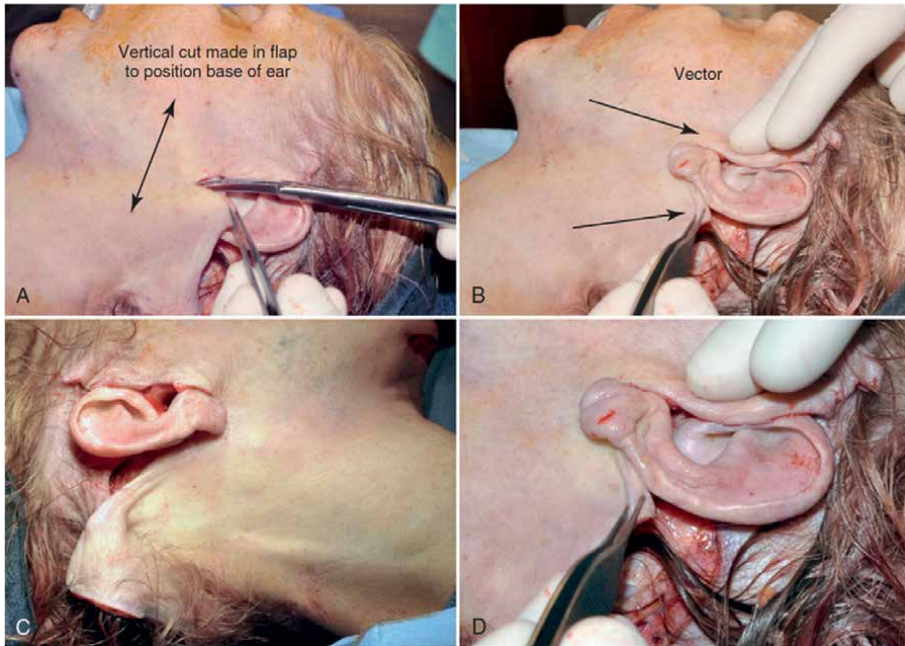 Vertical cut made in flap
to position base of ear
A
Vector
B
C
D